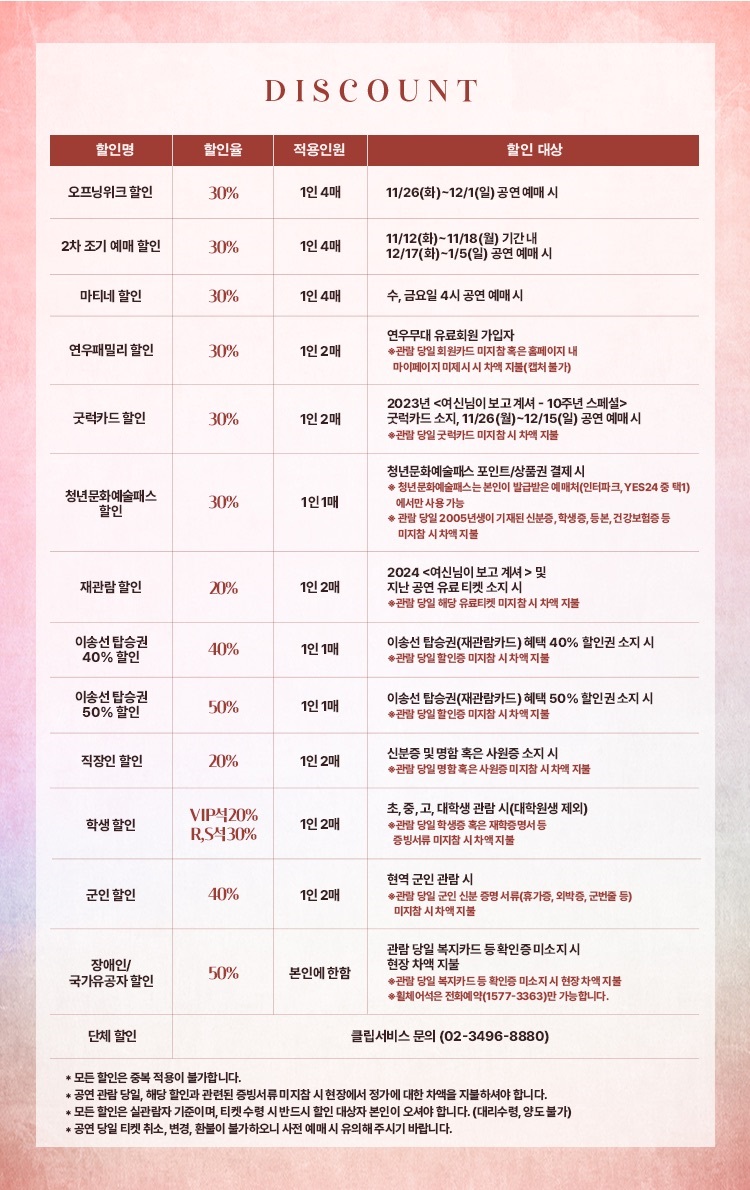 DISCOUNT
할인명 할인율 적용인원 할인 대상
오프닝위크 할인 30% 1인 4매 11/26(화)~12/1(일) 공연 예매 시
2차 조기 예매 할인 30% 1인 4매
11/12(화)~11/18(월) 기간 내
12/17(화)~1/5(일) 공연 예매 시
마티네 할인 30% 1인 4매 수, 금요일 4시 공연 예매 시
연우패밀리 할인 30% 1인 2매
연우무대 유료회원 가입자
※관람 당일 회원카드 미지참 혹은 홈페이지 내
마이페이지 미제시 시 차액 지불(캡처 불가)
굿럭카드 할인 30% 1인 2매
2023년 <여신님이 보고 계셔 - 10주년 스페셜>
굿럭카드 소지, 11/26(월)~12/15(일) 공연 예매 시
※관람 당일 굿럭카드 미지참 시 차액 지불
청년문화예술패스
할인
30% 1인 1매
청년문화예술패스 포인트/상품권 결제 시
※ 청년문화예술패스는 본인이 발급받은 예매처(인터파크, YES24 중 택1)
에서만 사용 가능
※ 관람 당일 2005년생이 기재된 신분증, 학생증, 등본, 건강보험증 등
미지참 시 차액 지불
재관람 할인 20% 1인 2매
2024 <여신님이 보고 계셔> 및
지난 공연 유료 티켓 소지 시
※관람 당일 해당 유료티켓 미지참 시 차액 지불
이송선 탑승권
40% 할인
40% 1인 1매
이송선 탑승권(재관람카드) 혜택 40% 할인권 소지 시
※관람 당일 할인증 미지참 시 차액 지불
이송선 탑승권
50% 할인
50% 1인 1매
이송선 탑승권(재관람카드) 혜택 50% 할인권 소지 시
※관람 당일 할인증 미지참 시 차액 지불
직장인 할인 20% 1인 2매
신분증 및 명함 혹은 사원증 소지 시
※관람 당일 명함 혹은 사원증 미지참 시 차액 지불
학생 할인
VIP석20%
R,S석30%
1인 2매
초, 중, 고, 대학생 관람 시(대학원생 제외)
※관람 당일 학생증 혹은 재학증명서 등
증빙서류 미지참 시 차액 지불
군인 할인 40% 1인 2매
현역 군인 관람 시
※관람 당일 군인 신분 증명 서류(휴가증, 외박증, 군번줄 등)
미지참 시 차액 지불
장애인/
국가유공자 할인
50% 본인에 한함
관람 당일 복지카드 등 확인증 미소지 시
현장 차액 지불
※관람 당일 복지카드 등 확인증 미소지 시 현장 차액 지불
※휠체어석은 전화예약(1577-3363)만 가능합니다.
단체 할인 클립서비스 문의 (02-3496-8880)
* 모든 할인은 중복 적용이 불가합니다.
* 공연 관람 당일, 해당 할인과 관련된 증빙서류 미지참 시 현장에서 정가에 대한 차액을 지불하셔야 합니다.
* 모든 할인은 실관람자 기준이며, 티켓 수령 시 반드시 할인 대상자 본인이 오셔야 합니다. (대리수령, 양도 불가)
* 공연 당일 티켓 취소, 변경, 환불이 불가하오니 사전 예매 시 유의해 주시기 바랍니다.